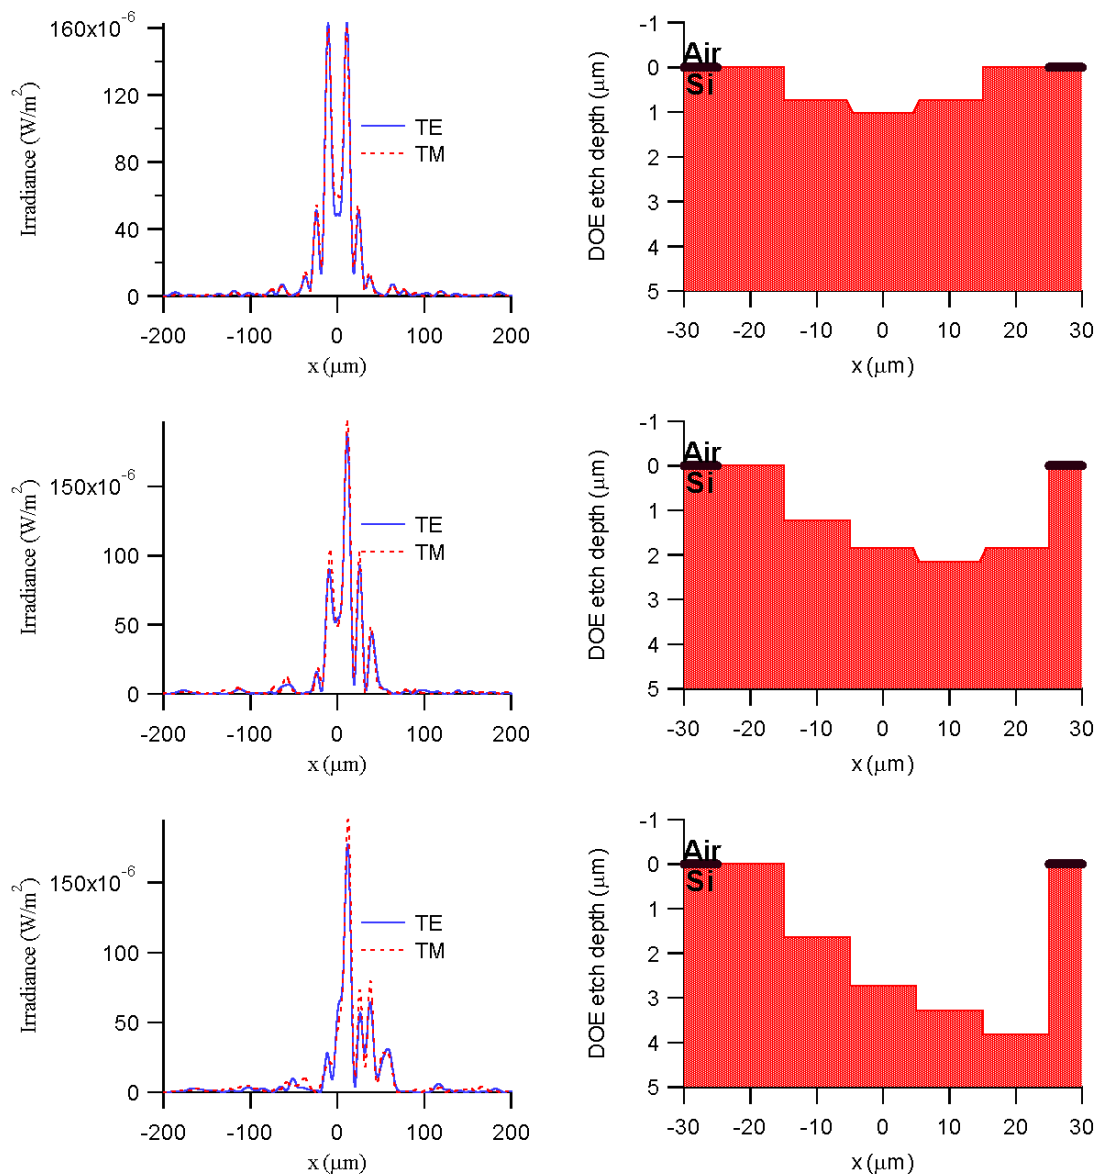 160x10-6
120
80
40
0
Irradiance (W/m2)
TE
TM
-200 -100 0 100 200
x (μm)
-1
0
1
2
3
4
5
DOE etch depth (μm)
Air
Si
-30 -20 -10 0 10 20 30
x (μm)
150x10-6
100
50
0
Irradiance (W/m2)
TE
TM
-200 -100 0 100 200
x (μm)
-1
0
1
2
3
4
5
DOE etch depth (μm)
Air
Si
-30 -20 -10 0 10 20 30
x (μm)
150x10-6
100
50
0
Irradiance (W/m2)
TE
TM
-200 -100 0 100 200
x (μm)
-1
0
1
2
3
4
5
DOE etch depth (μm)
Air
Si
-30 -20 -10 0 10 20 30
x (μm)